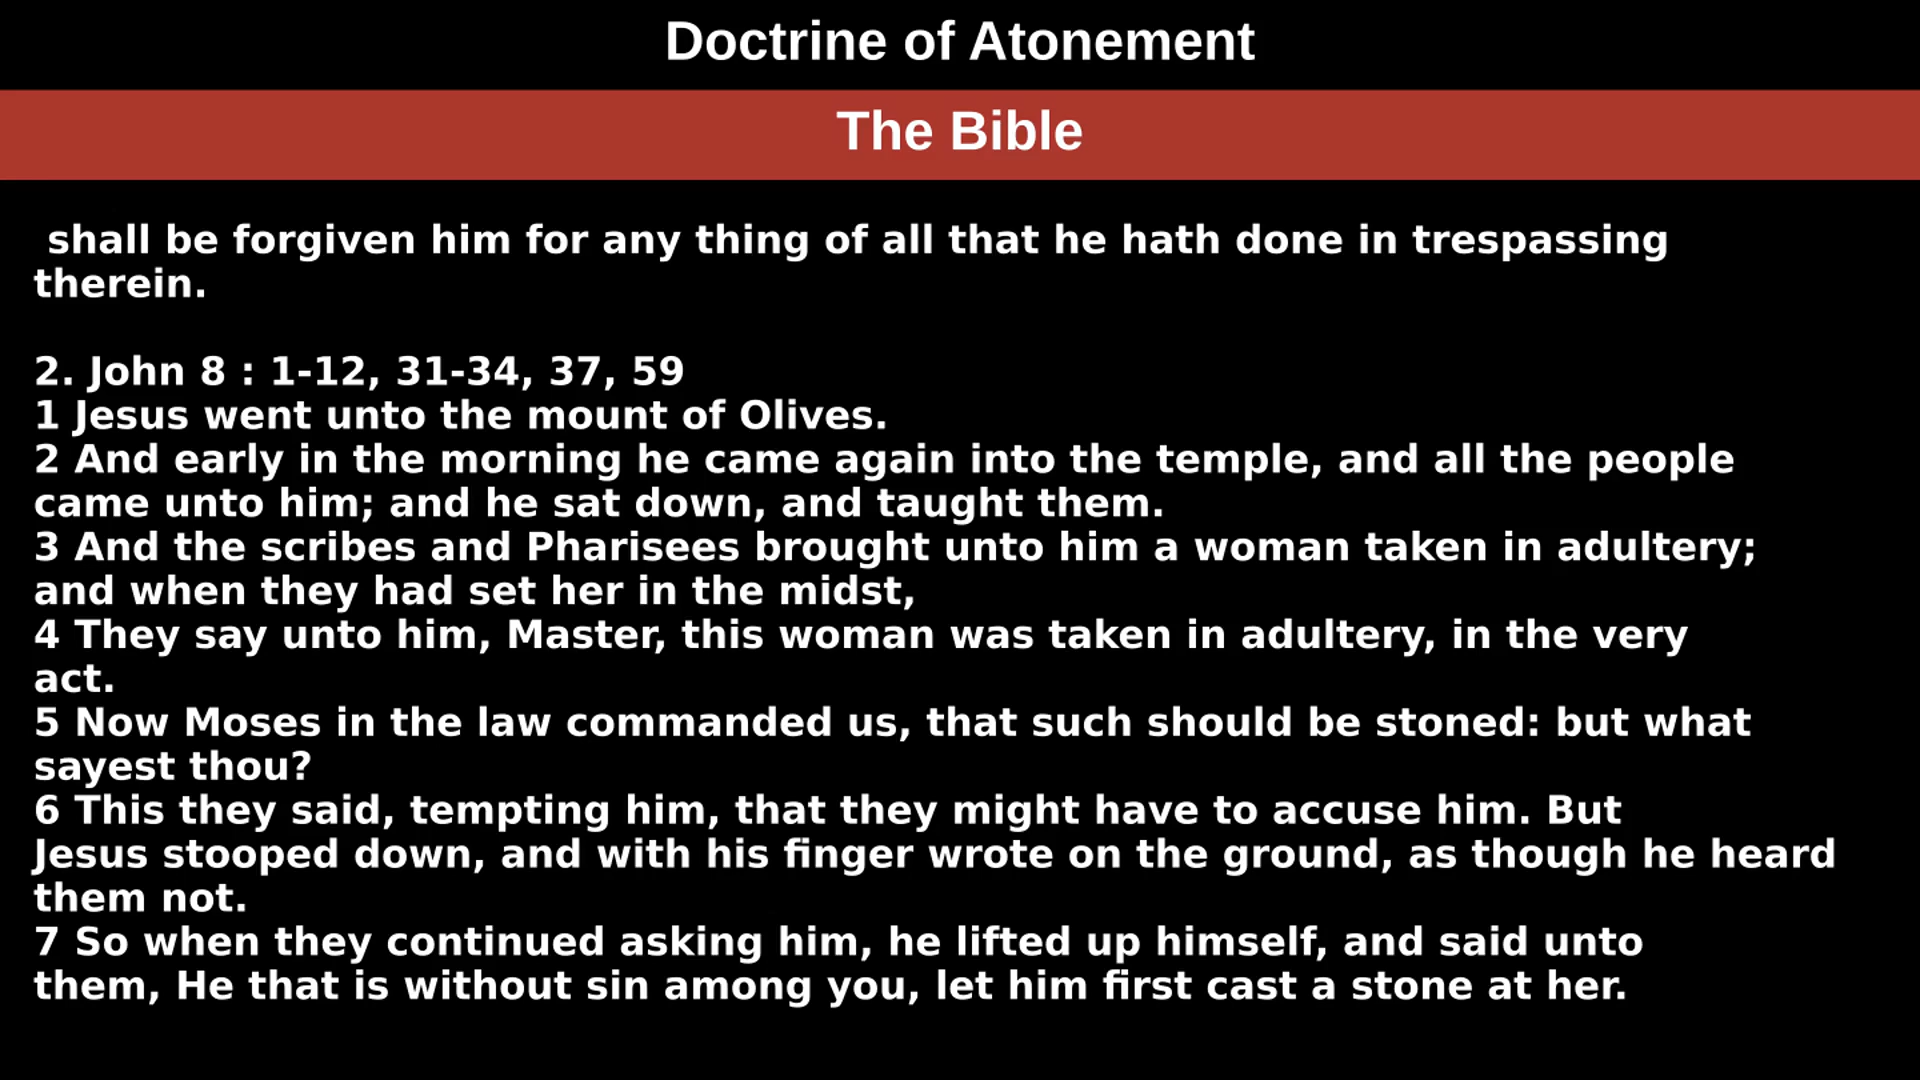 Doctrine of Atonement
The Bible
shall be forgiven him for any thing of all that he hath done in trespassing
therein.
2. John 8 : 1-12, 31-34, 37, 59
1 Jesus went unto the mount of Olives.
2 And early in the morning he came again into the temple, and all the people
came unto him; and he sat down, and taught them.
3 And the scribes and Pharisees brought unto him a woman taken in adultery;
and when they had set her in the midst,
4 They say unto him, Master, this woman was taken in adultery, in the very
act.
5 Now Moses in the law commanded us, that such should be stoned: but what
sayest thou?
6 This they said, tempting him, that they might have to accuse him. But
Jesus stooped down, and with his finger wrote on the ground, as though he heard
them not.
7 So when they continued asking him, he lifted up himself, and said unto
them, He that is without sin among you, let him first cast a stone at her.